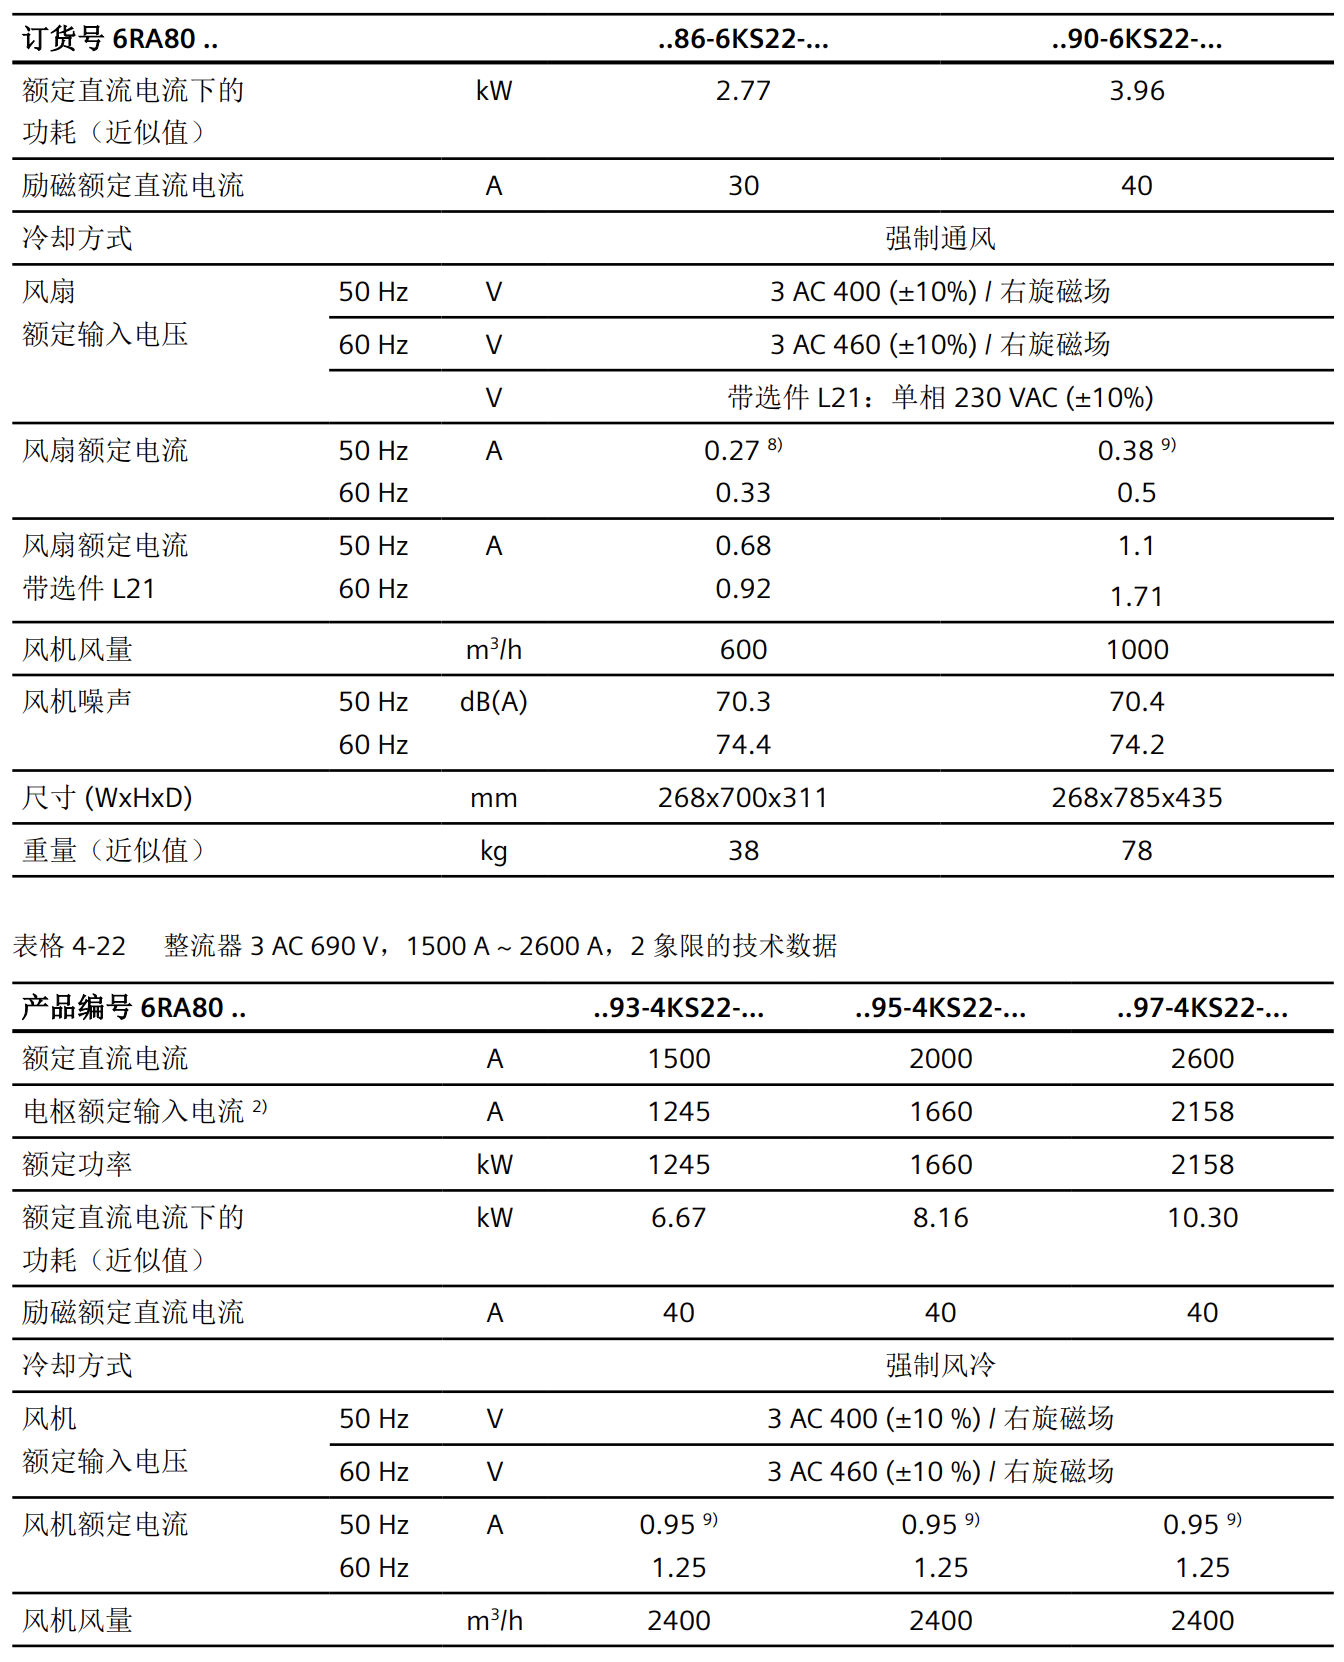 订货号 6RA80 .. ..86-6KS22-... ..90-6KS22-...
额定直流电流下的 kW 2.77 3.96
功耗（近似值）
励磁额定直流电流 A 30 40
冷却方式 强制通风
风扇 50 Hz V 3 AC 400 (±10%) / 右旋磁场
额定输入电压
60 Hz V 3 AC 460 (±10%) / 右旋磁场
V 带选件 L21：单相 230 VAC (±10%)
风扇额定电流 50 Hz A 0.27 8) 0.38 9)
60 Hz 0.33 0.5
风扇额定电流 50 Hz A 0.68 1.1
带选件 L21 60 Hz 0.92 1.71
风机风量 m³/h 600 1000
风机噪声 50 Hz dB(A) 70.3 70.4
60 Hz 74.4 74.2
尺寸 (WxHxD) mm 268x700x311 268x785x435
重量（近似值） kg 38 78
表格 4-22 整流器 3 AC 690 V，1500 A ~ 2600 A，2 象限的技术数据
产品编号 6RA80 .. ..93-4KS22-... ..95-4KS22-... ..97-4KS22-...
额定直流电流 A 1500 2000 2600
电枢额定输入电流 2) A 1245 1660 2158
额定功率 kW 1245 1660 2158
额定直流电流下的 kW 6.67 8.16 10.30
功耗（近似值）
励磁额定直流电流 A 40 40 40
冷却方式 强制风冷
风机 50 Hz V 3 AC 400 (±10 %) / 右旋磁场
额定输入电压 60 Hz V 3 AC 460 (±10 %) / 右旋磁场
风机额定电流 50 Hz A 0.95 9) 0.95 9) 0.95 9)
60 Hz 1.25 1.25 1.25
风机风量 m³/h 2400 2400 2400